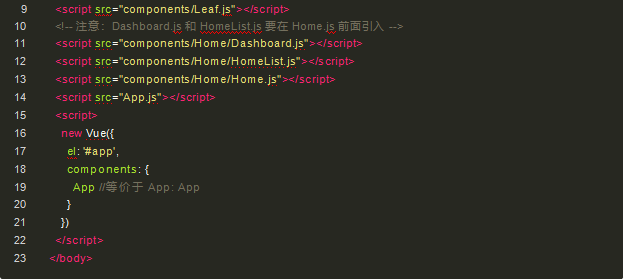 9 <script src="components/Leaf.js"></script>
10 <!-- 注意：Dashboard.js 和 HomeList.js 要在 Home.js 前面引入 -->
11 <script src="components/Home/Dashboard.js"></script>
12 <script src="components/Home/HomeList.js"></script>
13 <script src="components/Home/Home.js"></script>
14 <script src="App.js"></script>
15 <script>
16 new Vue({
17 el: '#app',
18 components: {
19 App //等价于 App: App
20 }
21 })
22 </script>
23 </body>